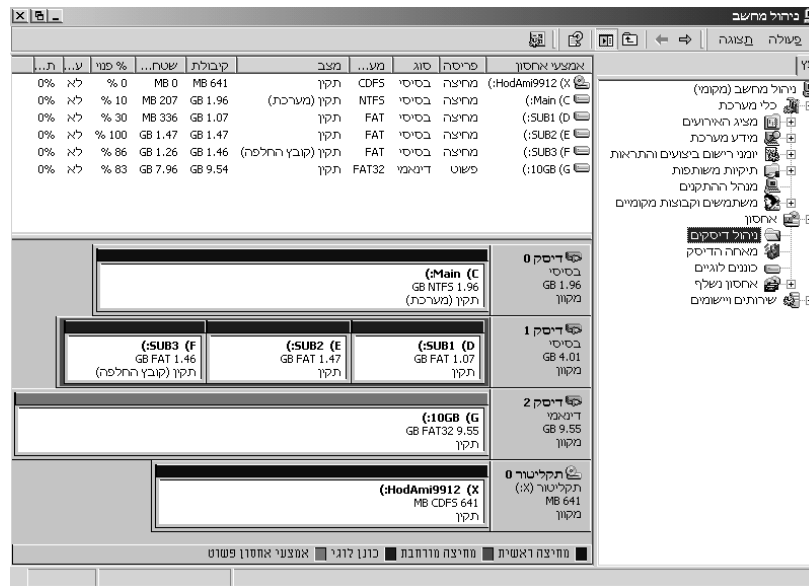 ניהול מחשב
פעולה תצוגה
ניהול מחשב (מקומי)
כלי מערכת
מציג האירועים
מידע מערכת
יומני רישום ביצועים והתראות
תיקיות משותפות
מנהל ההתקנים
משתמשים וקבוצות מקומיים
אחסון
ניהול דיסקים
מאחה הדיסק
כוננים לוגיים
אחסון נשלף
שירותים ויישומים
אמצעי אחסון פריסה סוג מע... מצב קיבולת שטח... % פנוי ע... ת...
HodAmi9912 (X:) מחיצה בסיסי CDFS תקין 641 MB 0 MB 0 % לא 0%
Main (C:) מחיצה בסיסי NTFS תקין (מערכת) 1.96 GB 207 MB 10 % לא 0%
SUB1 (D:) מחיצה בסיסי FAT תקין 1.07 GB 336 MB 30 % לא 0%
SUB2 (E:) מחיצה בסיסי FAT תקין 1.47 GB 1.47 GB 100 % לא 0%
SUB3 (F:) מחיצה בסיסי FAT תקין (קובץ החלפה) 1.46 GB 1.26 GB 86 % לא 0%
10GB (G:) פשוט דינאמי FAT32 תקין 9.54 GB 7.96 GB 83 % לא 0%
דיסק 0
בסיסי
1.96 GB
מקוון
Main (C:)
1.96 GB NTFS
תקין (מערכת)
דיסק 1
בסיסי
4.01 GB
מקוון
SUB1 (D:)
1.07 GB FAT
תקין
SUB2 (E:)
1.47 GB FAT
תקין
SUB3 (F:)
1.46 GB FAT
תקין (קובץ החלפה)
דיסק 2
דינאמי
9.55 GB
מקוון
10GB (G:)
9.55 GB FAT32
תקין
תקליטור 0
תקליטור (X:)
641 MB
מקוון
HodAmi9912 (X:)
641 MB CDFS
תקין
מחיצה ראשית מחיצה מורחבת כונן לוגי אמצעי אחסון פשוט